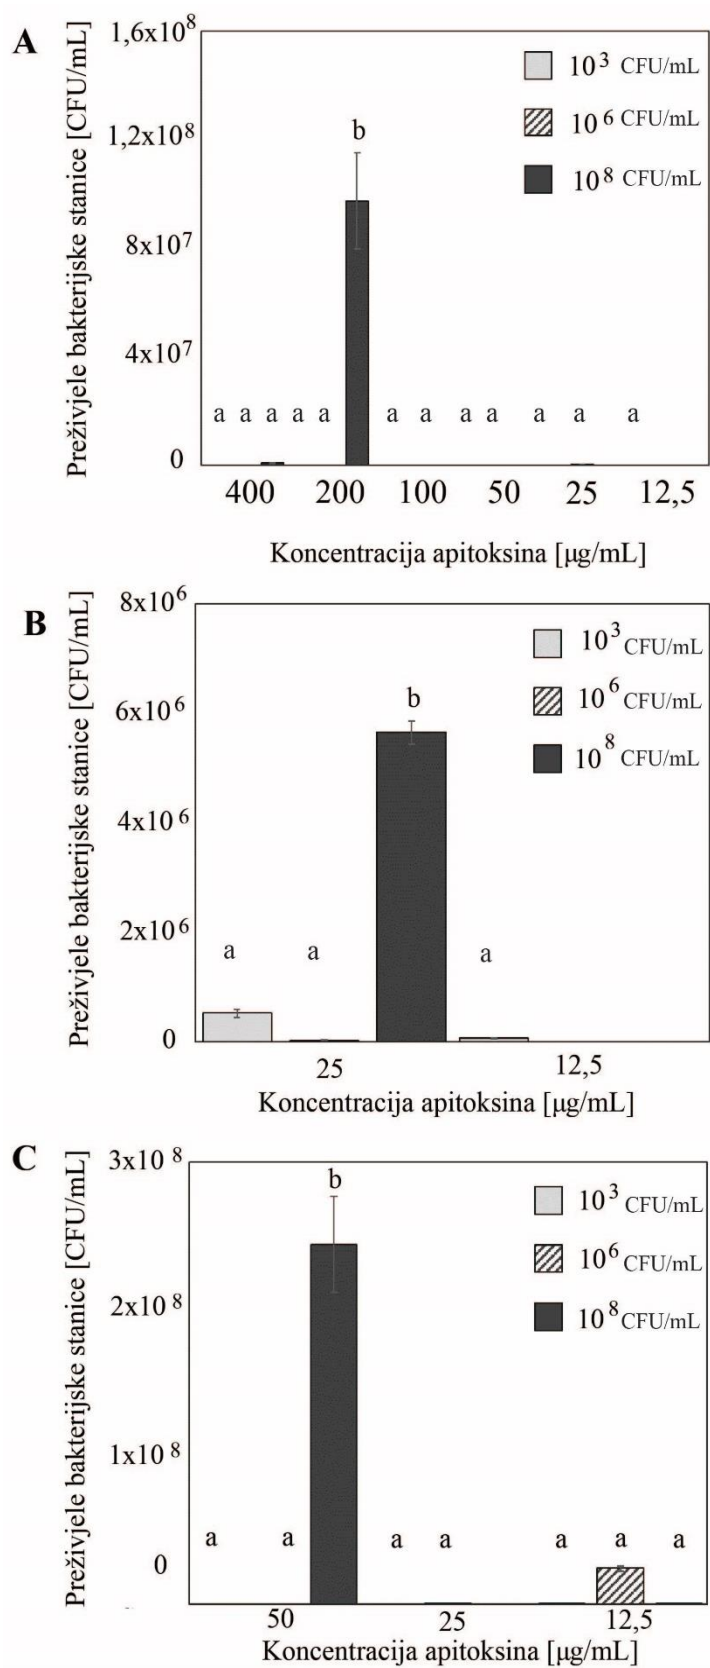 A
Preživjele bakterijske stanice [CFU/mL]
1,6x10⁸
1,2x10⁸
8x10⁷
4x10⁷
0
10³ CFU/mL
10⁶ CFU/mL
10⁸ CFU/mL
b
a a a a a a a a a a a a
400 200 100 50 25 12,5
Koncentracija apitoksina [µg/mL]
B
Preživjele bakterijske stanice [CFU/mL]
8x10⁶
6x10⁶
4x10⁶
2x10⁶
0
10³ CFU/mL
10⁶ CFU/mL
10⁸ CFU/mL
b
a a a
25 12,5
Koncentracija apitoksina [µg/mL]
C
Preživjele bakterijske stanice [CFU/mL]
3x10⁸
2x10⁸
1x10⁸
0
10³ CFU/mL
10⁶ CFU/mL
10⁸ CFU/mL
b
a a a a a a a
50 25 12,5
Koncentracija apitoksina [µg/mL]